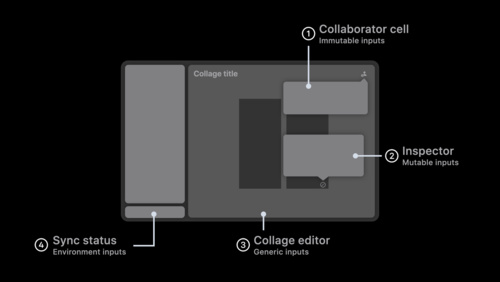 1 Collaborator cell
Immutable inputs
Collage title
2 Inspector
Mutable inputs
4 Sync status
Environment inputs
3 Collage editor
Generic inputs